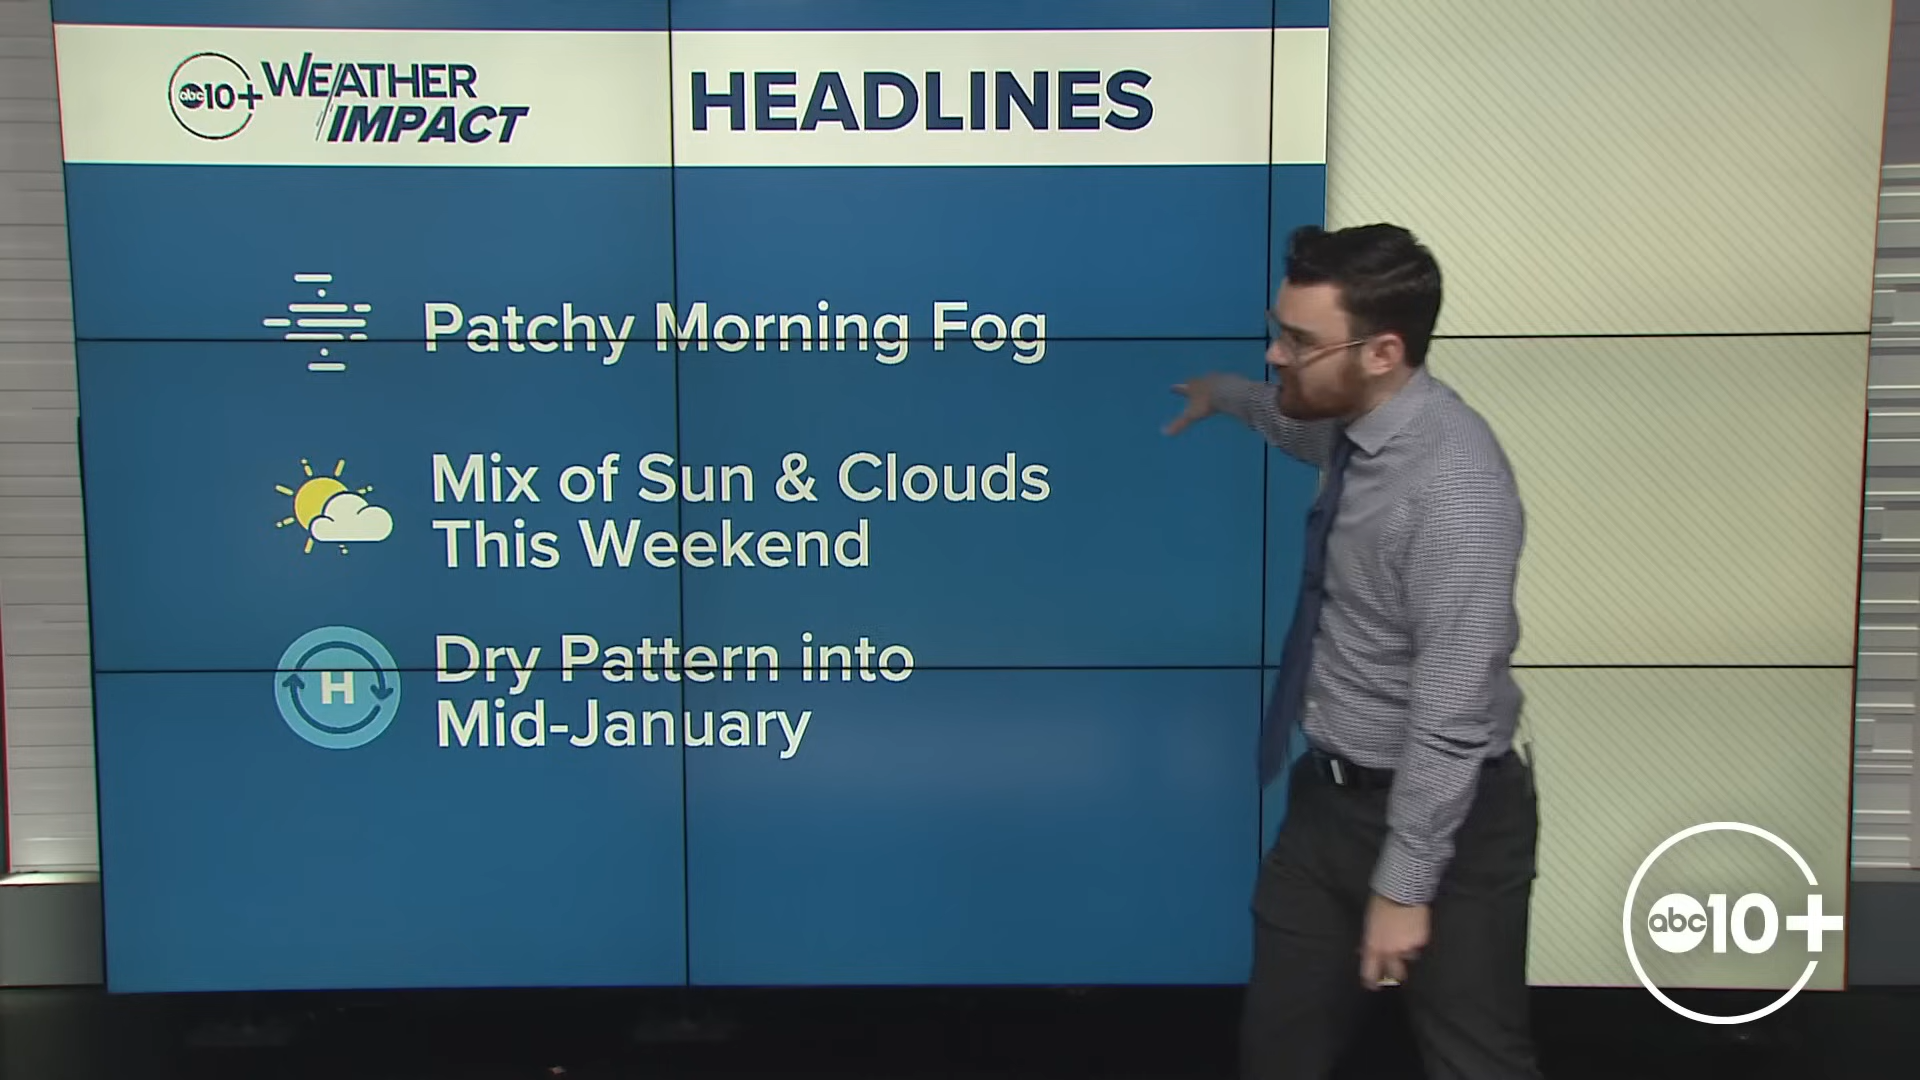 abc10+ WEATHER
IMPACT
HEADLINES
Patchy Morning Fog
Mix of Sun & Clouds
This Weekend
H
Dry Pattern into
Mid-January
abc10+